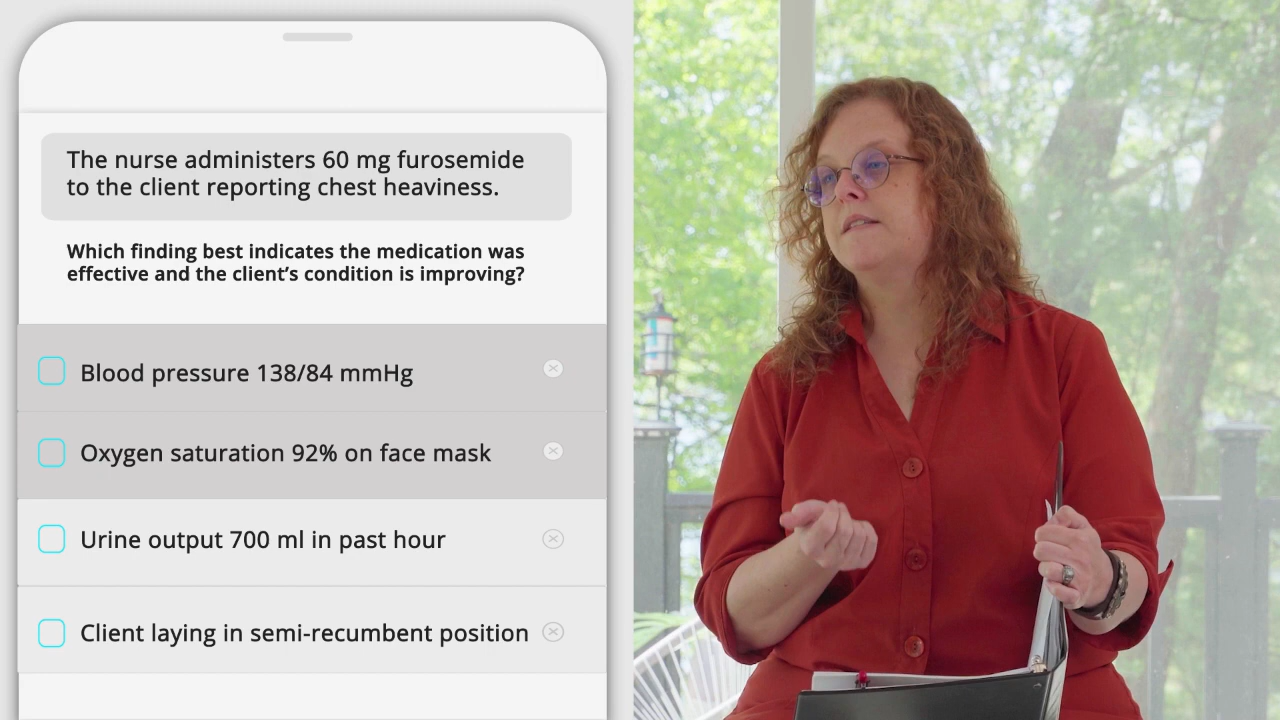 The nurse administers 60 mg furosemide
to the client reporting chest heaviness.
Which finding best indicates the medication was
effective and the client’s condition is improving?
Blood pressure 138/84 mmHg
Oxygen saturation 92% on face mask
Urine output 700 ml in past hour
Client laying in semi-recumbent position